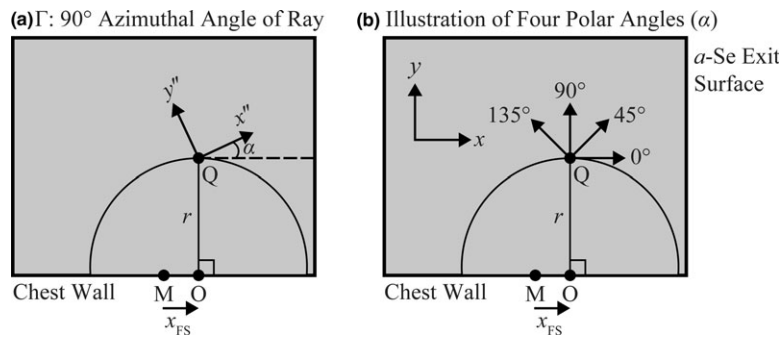 (a) Γ: 90° Azimuthal Angle of Ray
y″
x″
α
Q
r
Chest Wall
M O
x_FS
(b) Illustration of Four Polar Angles (α)
a-Se Exit
Surface
y
x
90°
135°
45°
0°
Q
r
Chest Wall
M O
x_FS